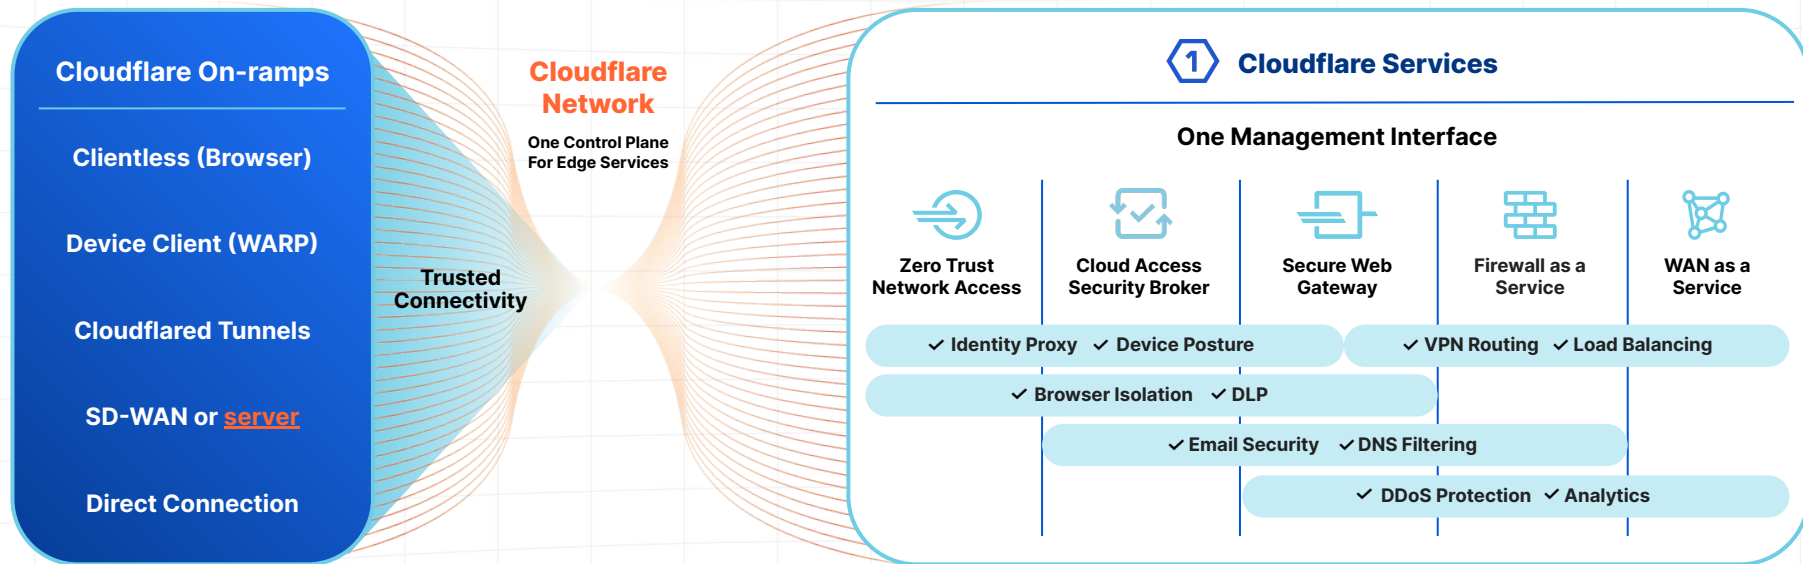 Cloudflare On-ramps
Clientless (Browser)
Device Client (WARP)
Cloudflared Tunnels
SD-WAN or server
Direct Connection
Trusted
Connectivity
Cloudflare
Network
One Control Plane
For Edge Services
1 Cloudflare Services
One Management Interface
Zero Trust
Network Access
Cloud Access
Security Broker
Secure Web
Gateway
Firewall as a
Service
WAN as a
Service
✓ Identity Proxy ✓ Device Posture
✓ VPN Routing ✓ Load Balancing
✓ Browser Isolation ✓ DLP
✓ Email Security ✓ DNS Filtering
✓ DDoS Protection ✓ Analytics